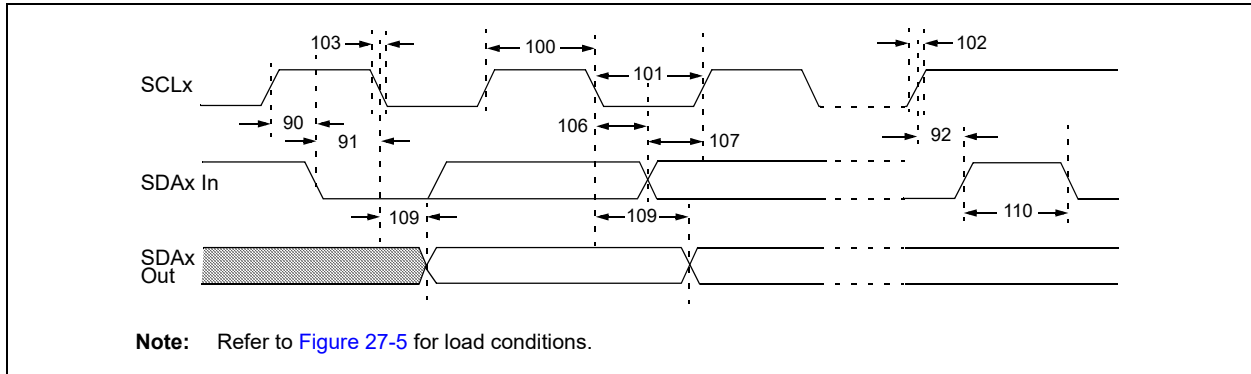 103
100
102
SCLx
101
90
106
107
91
92
SDAx In
109
109
110
SDAx
Out
Note: Refer to Figure 27-5 for load conditions.